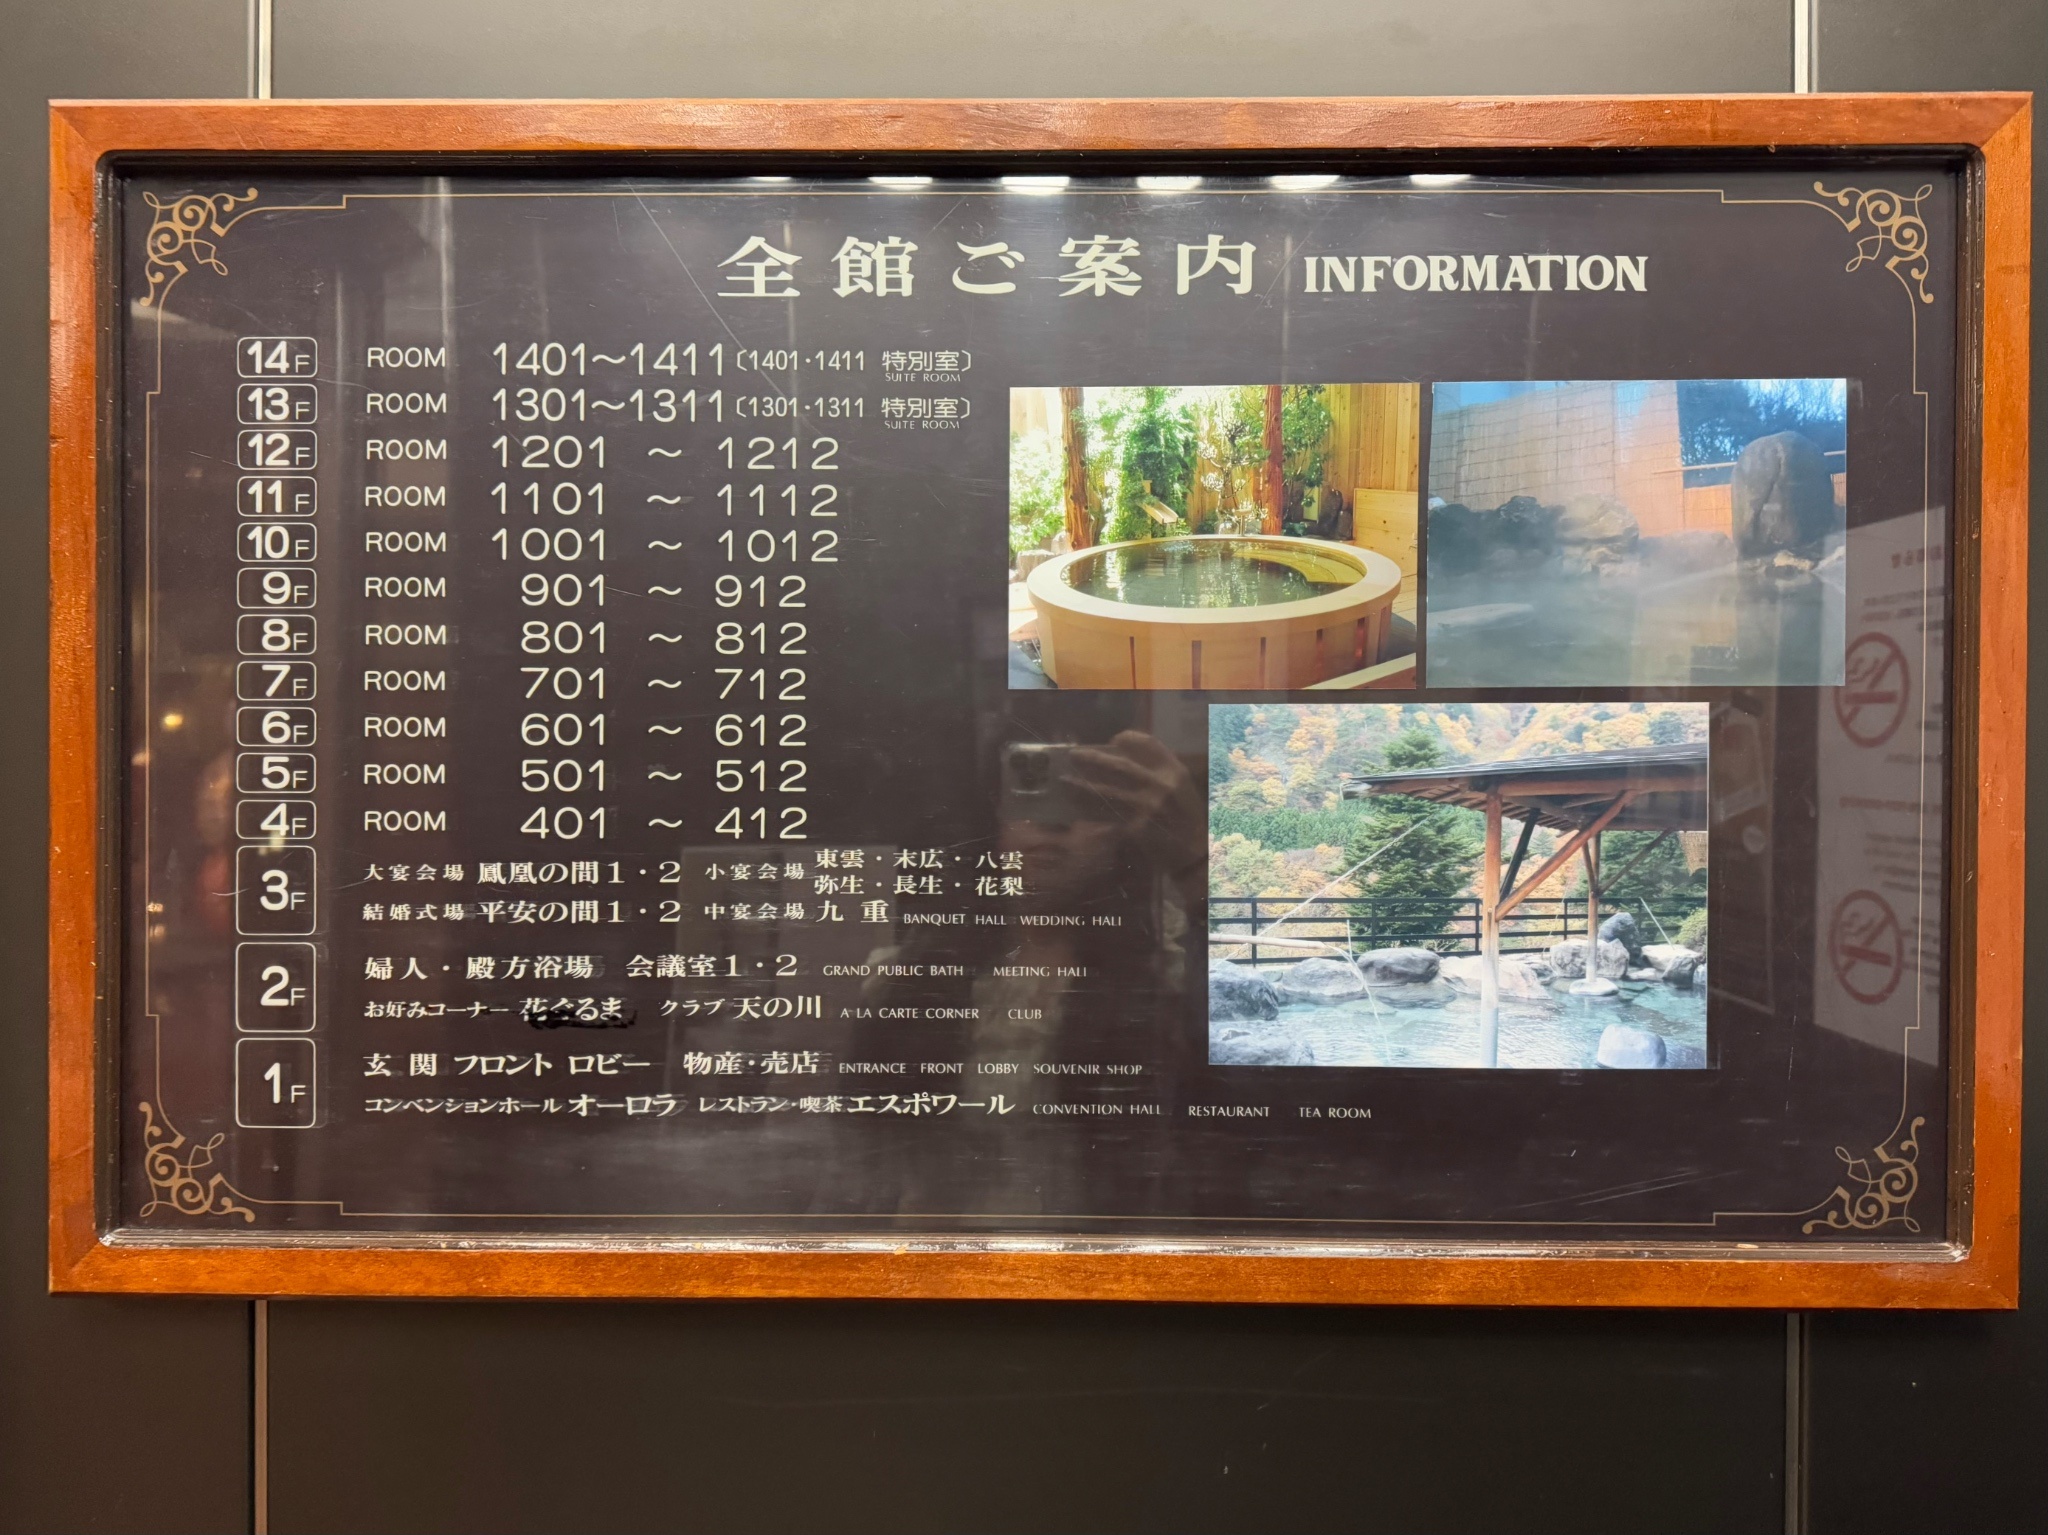 全館ご案内 INFORMATION
14F ROOM 1401～1411〔1401・1411 特別室〕
SUITE ROOM
13F ROOM 1301～1311〔1301・1311 特別室〕
SUITE ROOM
12F ROOM 1201 ～ 1212
11F ROOM 1101 ～ 1112
10F ROOM 1001 ～ 1012
9F ROOM 901 ～ 912
8F ROOM 801 ～ 812
7F ROOM 701 ～ 712
6F ROOM 601 ～ 612
5F ROOM 501 ～ 512
4F ROOM 401 ～ 412
3F 大宴会場 鳳凰の間1・2 小宴会場 東雲・末広・八雲
弥生・長生・花梨
結婚式場 平安の間1・2 中宴会場 九重 BANQUET HALL WEDDING HALL
2F 婦人・殿方浴場 会議室1・2 GRAND PUBLIC BATH MEETING HALL
お好みコーナー 花ぐるま クラブ 天の川 A LA CARTE CORNER CLUB
1F 玄関 フロント ロビー 物産・売店 ENTRANCE FRONT LOBBY SOUVENIR SHOP
コンベンションホール オーロラ レストラン・喫茶 エスポワール CONVENTION HALL RESTAURANT TEA ROOM